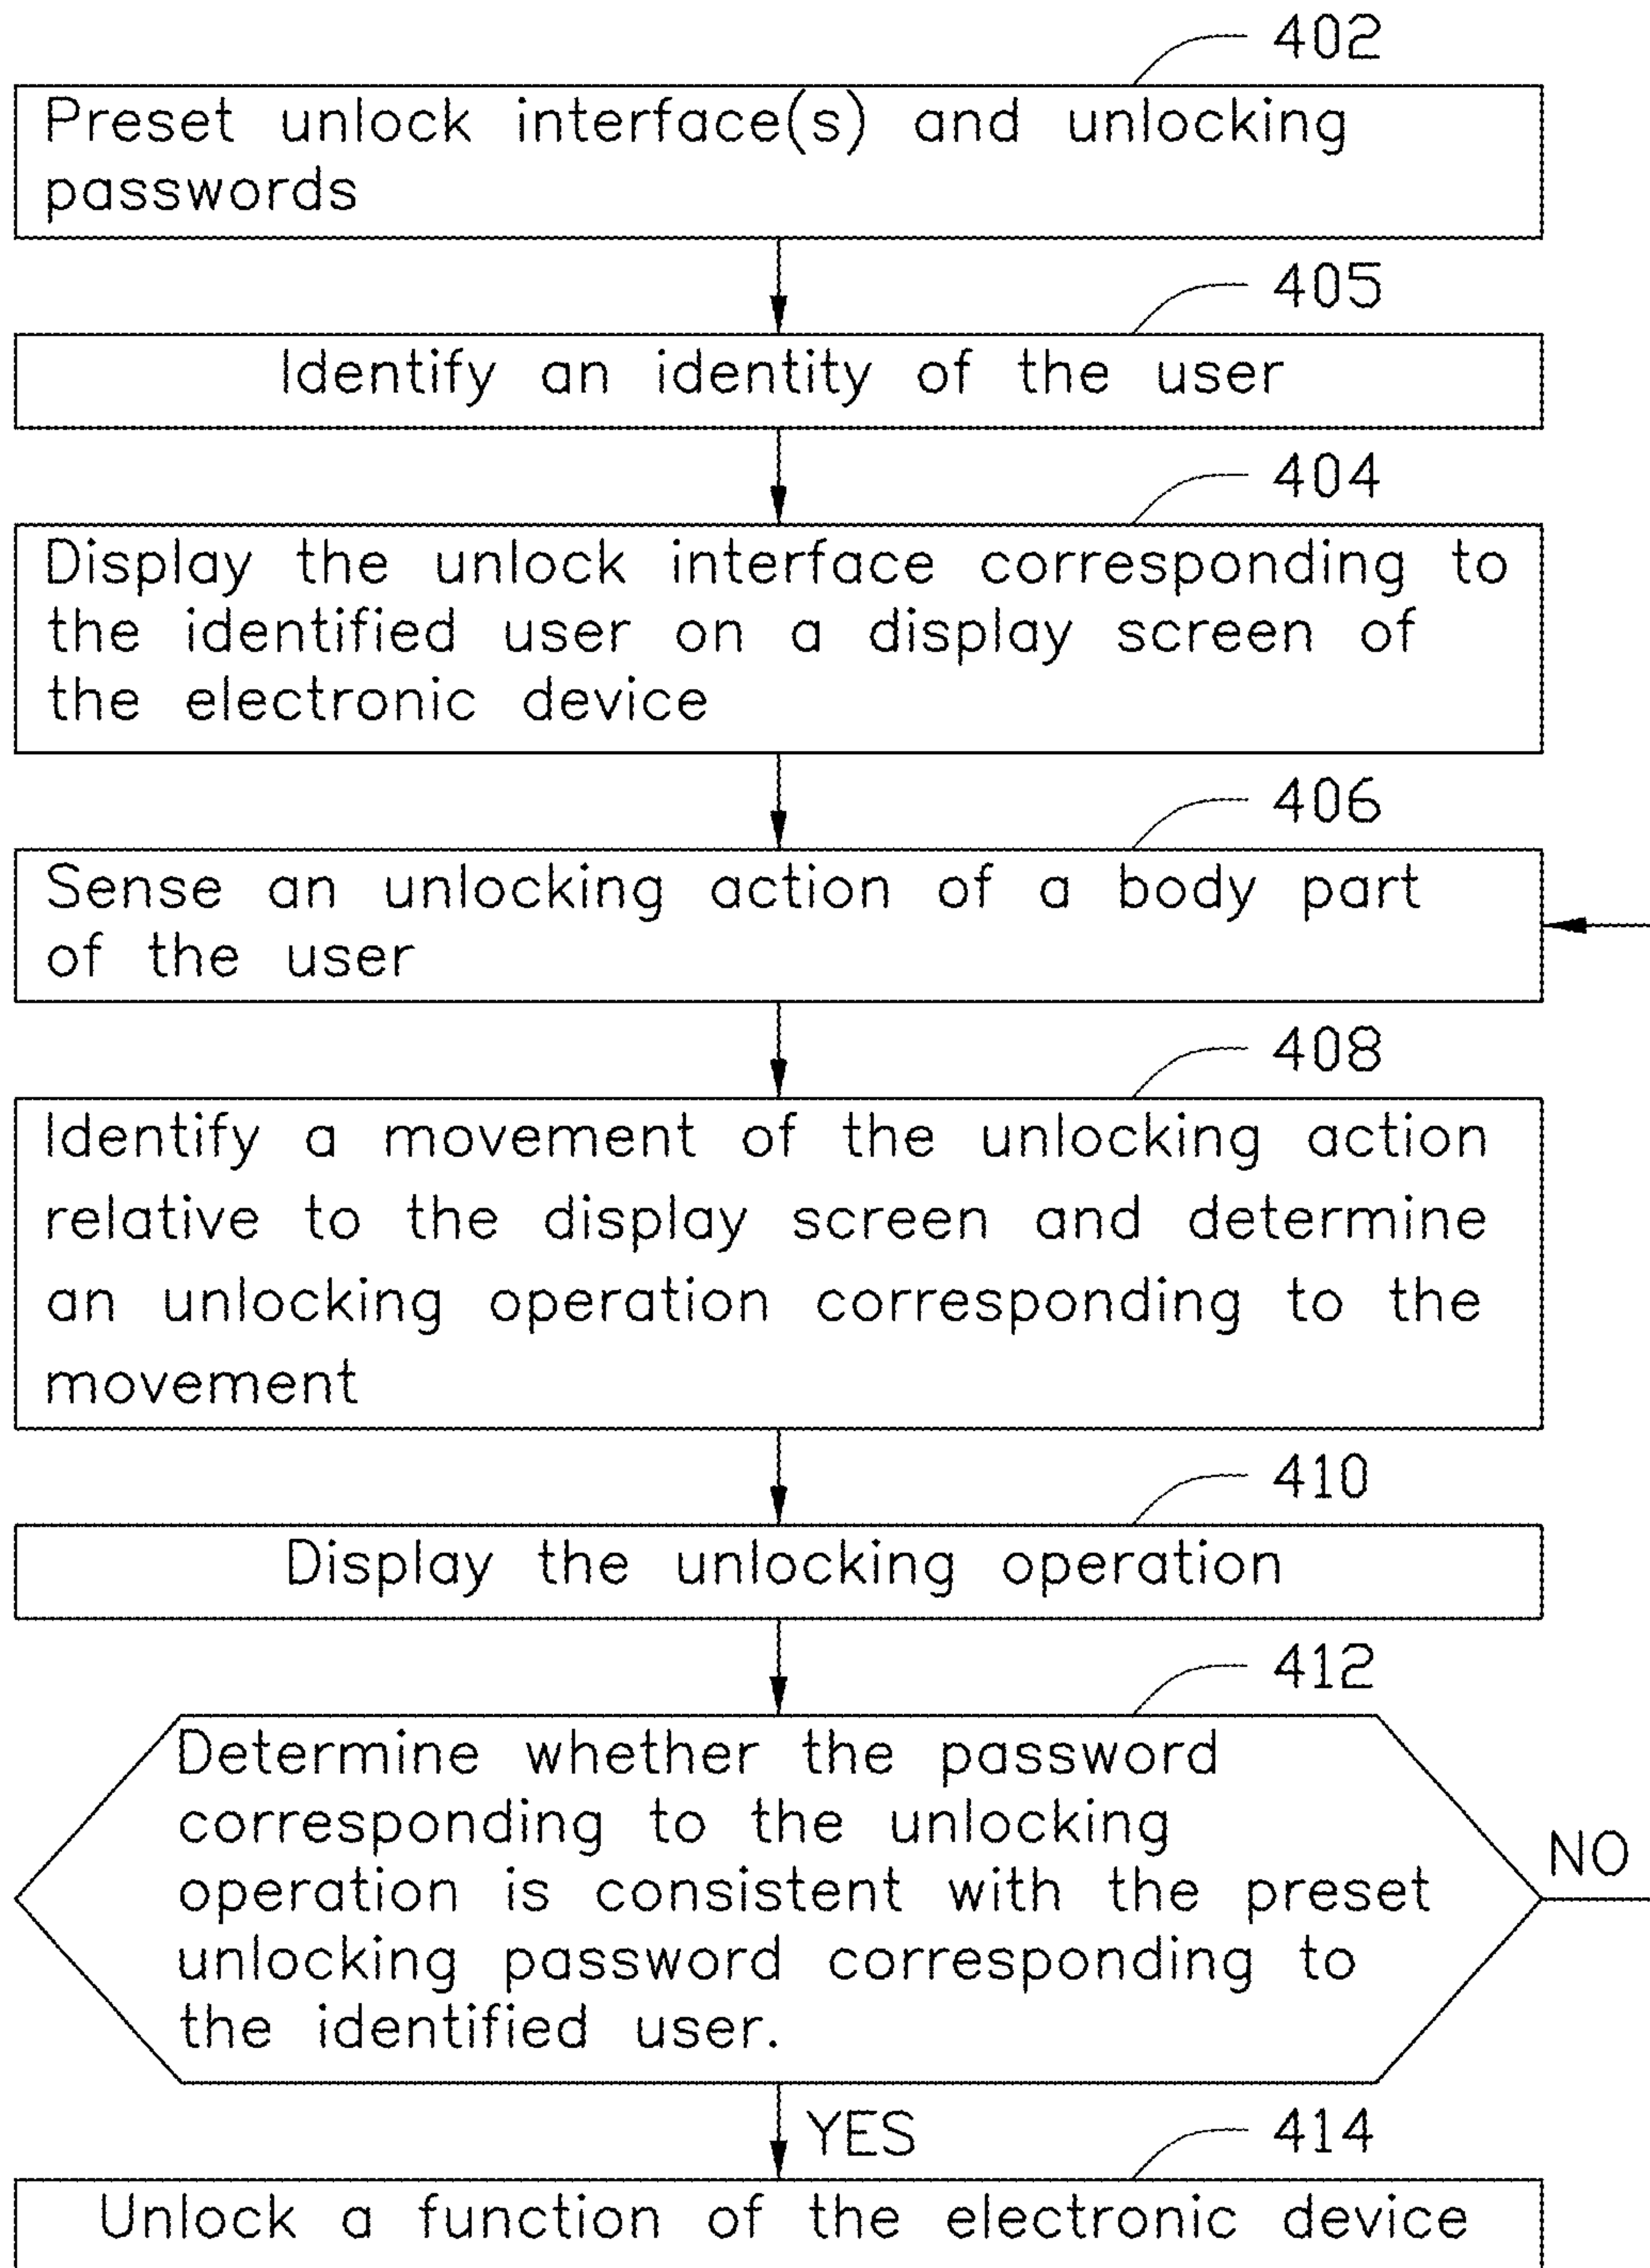 402
Preset unlock interface(s) and unlocking
passwords
405
Identify an identity of the user
404
Display the unlock interface corresponding to
the identified user on a display screen of
the electronic device
406
Sense an unlocking action of a body part
of the user
408
Identify a movement of the unlocking action
relative to the display screen and determine
an unlocking operation corresponding to the
movement
410
Display the unlocking operation
412
Determine whether the password
corresponding to the unlocking
operation is consistent with the preset
unlocking password corresponding to
the identified user.
NO
YES
414
Unlock a function of the electronic device